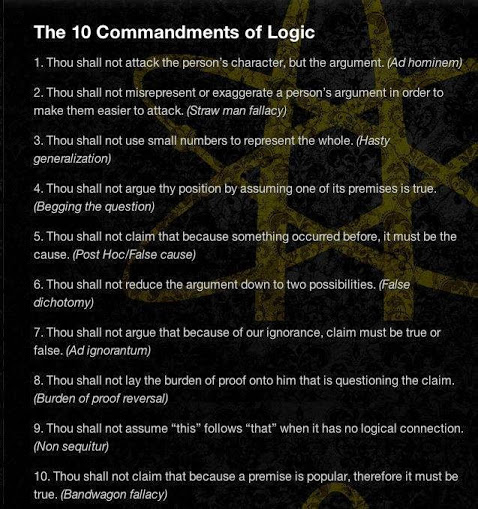 The 10 Commandments of Logic
1. Thou shall not attack the person's character, but the argument. (Ad hominem)
2. Thou shall not misrepresent or exaggerate a person's argument in order to
make them easier to attack. (Straw man fallacy)
3. Thou shall not use small numbers to represent the whole. (Hasty
generalization)
4. Thou shall not argue thy position by assuming one of its premises is true.
(Begging the question)
5. Thou shall not claim that because something occurred before, it must be the
cause. (Post Hoc/False cause)
6. Thou shall not reduce the argument down to two possibilities. (False
dichotomy)
7. Thou shall not argue that because of our ignorance, claim must be true or
false. (Ad ignorantum)
8. Thou shall not lay the burden of proof onto him that is questioning the claim.
(Burden of proof reversal)
9. Thou shall not assume “this” follows “that” when it has no logical connection.
(Non sequitur)
10. Thou shall not claim that because a premise is popular, therefore it must be
true. (Bandwagon fallacy)